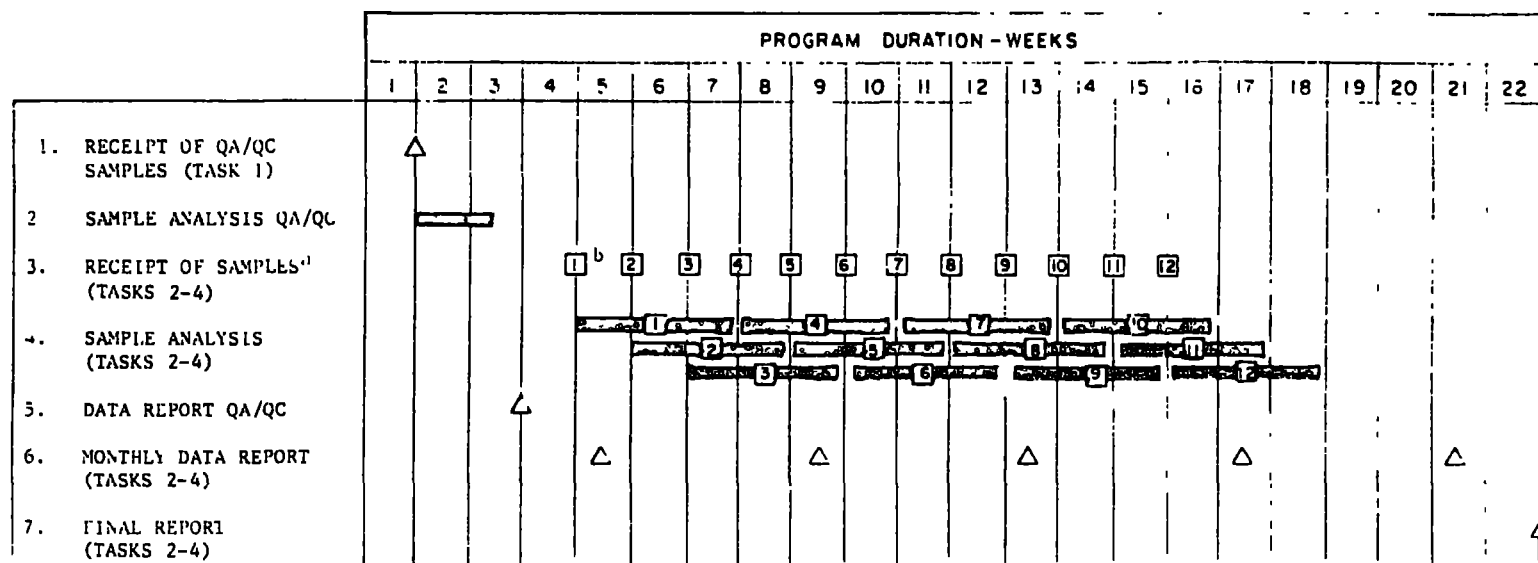 PROGRAM DURATION-WEEKS
1 2 3 4 5 6 7 8 9 10 11 12 13 14 15 16 17 18 19 20 21 22
1. RECEIPT OF QA/QC
SAMPLES (TASK 1)
2 SAMPLE ANALYSIS QA/QC
3. RECEIPT OF SAMPLES
1 b 2 3 4 5 6 7 8 9 10 11 12
(TASKS 2-4)
1 4 7 10
4. SAMPLE ANALYSIS
2 5 8 11
(TASKS 2-4)
3 6 9 12
5. DATA REPORT QA/QC
6. MONTHLY DATA REPORT
(TASKS 2-4)
7. FINAL REPORT
(TASKS 2-4)